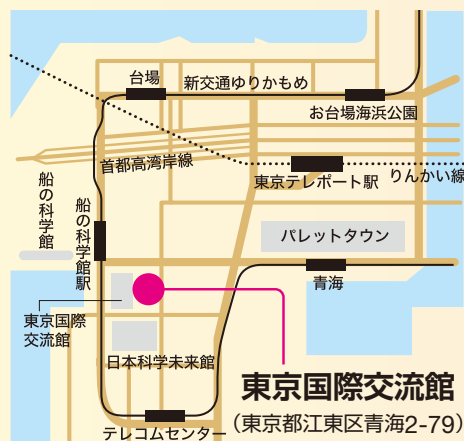 台場
新交通ゆりかもめ
お台場海浜公園
首都高湾岸線
東京テレポート駅
りんかい線
船の科学館
船の科学館駅
パレットタウン
青海
東京国際
交流館
日本科学未来館
東京国際交流館
(東京都江東区青海2-79)
テレコムセンター